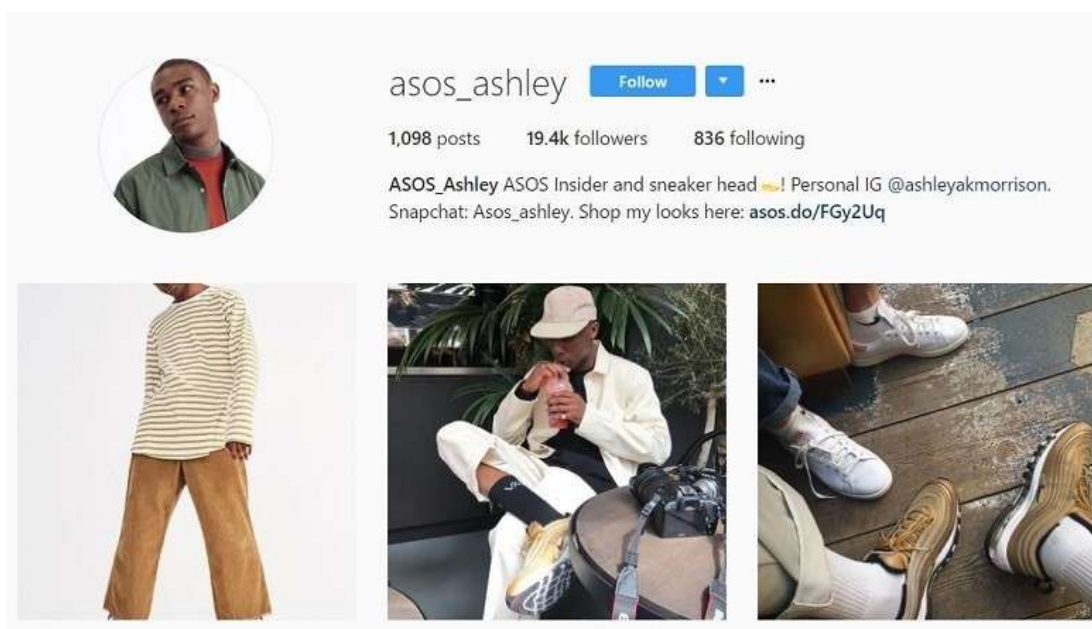 asos_ashley Follow
1,098 posts 19.4k followers 836 following
ASOS_Ashley ASOS Insider and sneaker head ! Personal IG @ashleyakmorrison.
Snapchat: Asos_ashley. Shop my looks here: asos.do/FGy2Uq